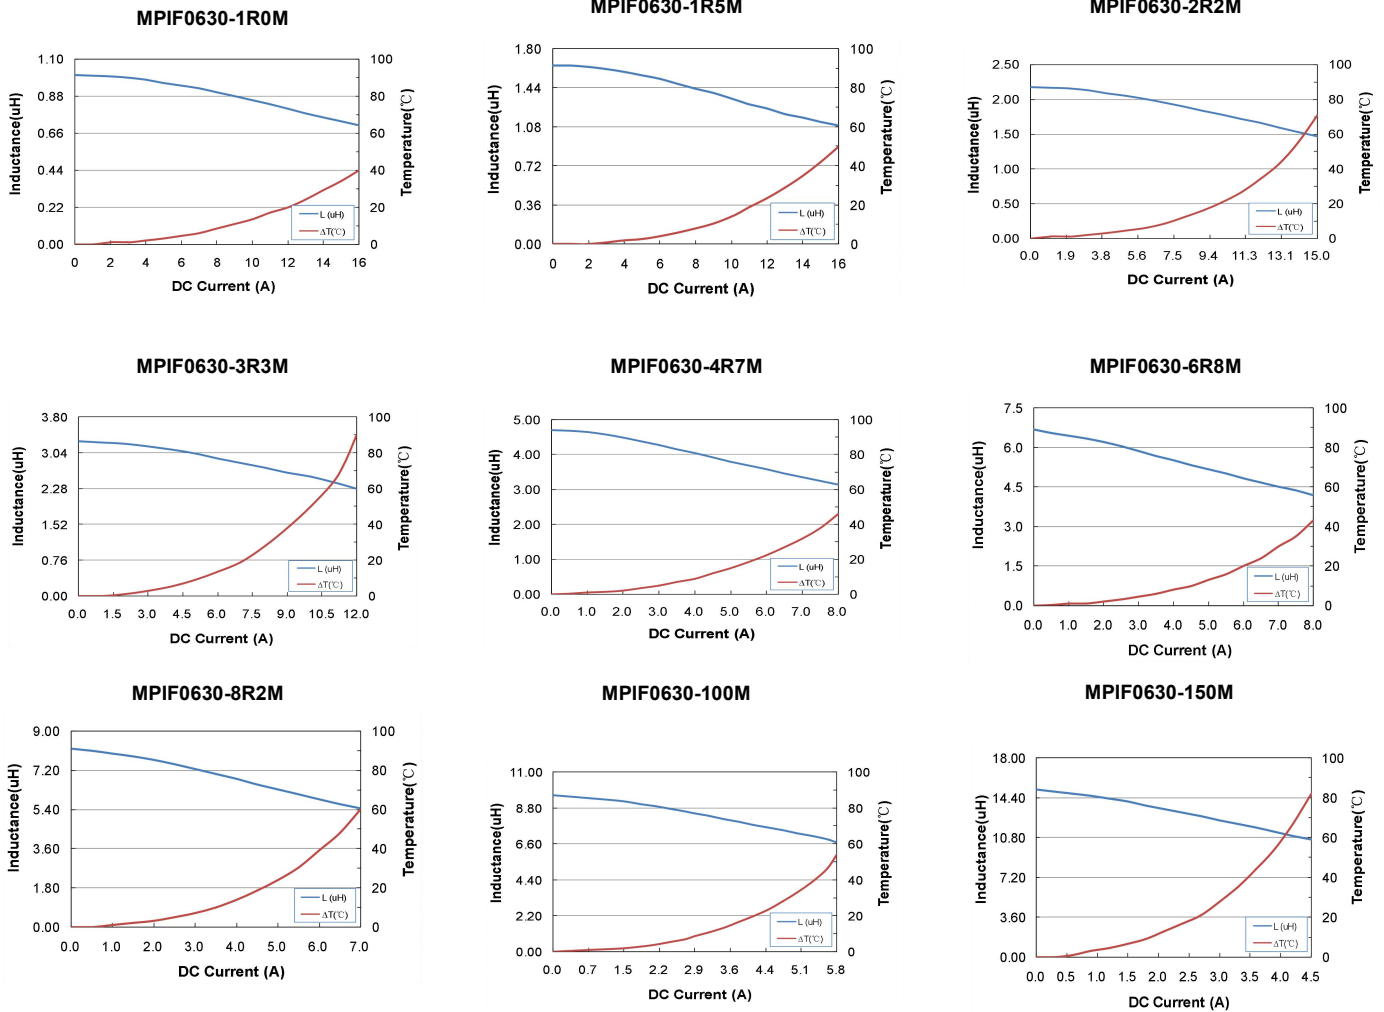 MPIF0630-1R0M
1.10
0.88
0.66
0.44
0.22
0.00
100
80
60
40
20
0
0 2 4 6 8 10 12 14 16
Inductance(uH)
Temperature(℃)
L (uH)
ΔT(℃)
DC Current (A)
MPIF0630-1R5M
1.80
1.44
1.08
0.72
0.36
0.00
100
80
60
40
20
0
0 2 4 6 8 10 12 14 16
Inductance(uH)
Temperature(℃)
L (uH)
ΔT(℃)
DC Current (A)
MPIF0630-2R2M
2.50
2.00
1.50
1.00
0.50
0.00
100
80
60
40
20
0
0.0 1.9 3.8 5.6 7.5 9.4 11.3 13.1 15.0
Inductance(uH)
Temperature(℃)
L (uH)
ΔT(℃)
DC Current (A)
MPIF0630-3R3M
3.80
3.04
2.28
1.52
0.76
0.00
100
80
60
40
20
0
0.0 1.5 3.0 4.5 6.0 7.5 9.0 10.5 12.0
Inductance(uH)
Temperature(℃)
L (uH)
ΔT(℃)
DC Current (A)
MPIF0630-4R7M
5.00
4.00
3.00
2.00
1.00
0.00
100
80
60
40
20
0
0.0 1.0 2.0 3.0 4.0 5.0 6.0 7.0 8.0
Inductance(uH)
Temperature(℃)
L (uH)
ΔT(℃)
DC Current (A)
MPIF0630-6R8M
7.5
6.0
4.5
3.0
1.5
0.0
100
80
60
40
20
0
0.0 1.0 2.0 3.0 4.0 5.0 6.0 7.0 8.0
Inductance(uH)
Temperature(℃)
L (uH)
ΔT(℃)
DC Current (A)
MPIF0630-8R2M
9.00
7.20
5.40
3.60
1.80
0.00
100
80
60
40
20
0
0.0 1.0 2.0 3.0 4.0 5.0 6.0 7.0
Inductance(uH)
Temperature(℃)
L (uH)
ΔT(℃)
DC Current (A)
MPIF0630-100M
11.00
8.80
6.60
4.40
2.20
0.00
100
80
60
40
20
0
0.0 0.7 1.5 2.2 2.9 3.6 4.4 5.1 5.8
Inductance(uH)
Temperature(℃)
L (uH)
ΔT(℃)
DC Current (A)
MPIF0630-150M
18.00
14.40
10.80
7.20
3.60
0.00
100
80
60
40
20
0
0.0 0.5 1.0 1.5 2.0 2.5 3.0 3.5 4.0 4.5
Inductance(uH)
Temperature(℃)
L (uH)
ΔT(℃)
DC Current (A)